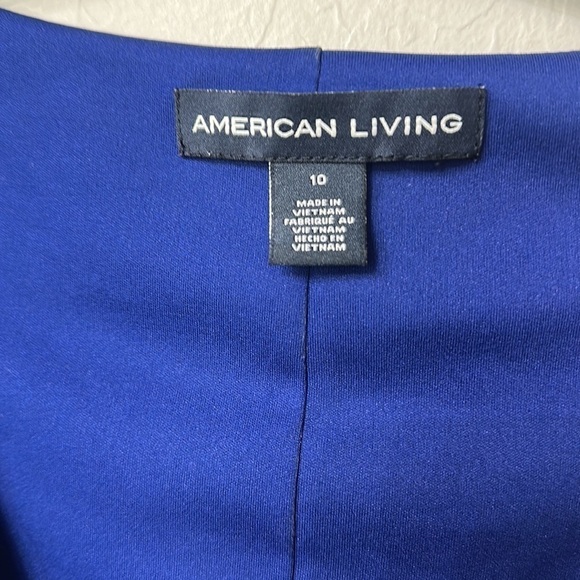 AMERICAN LIVING
10
MADE IN
VIETNAM
FABRIQUÉ AU
VIETNAM
HECHO EN
VIETNAM